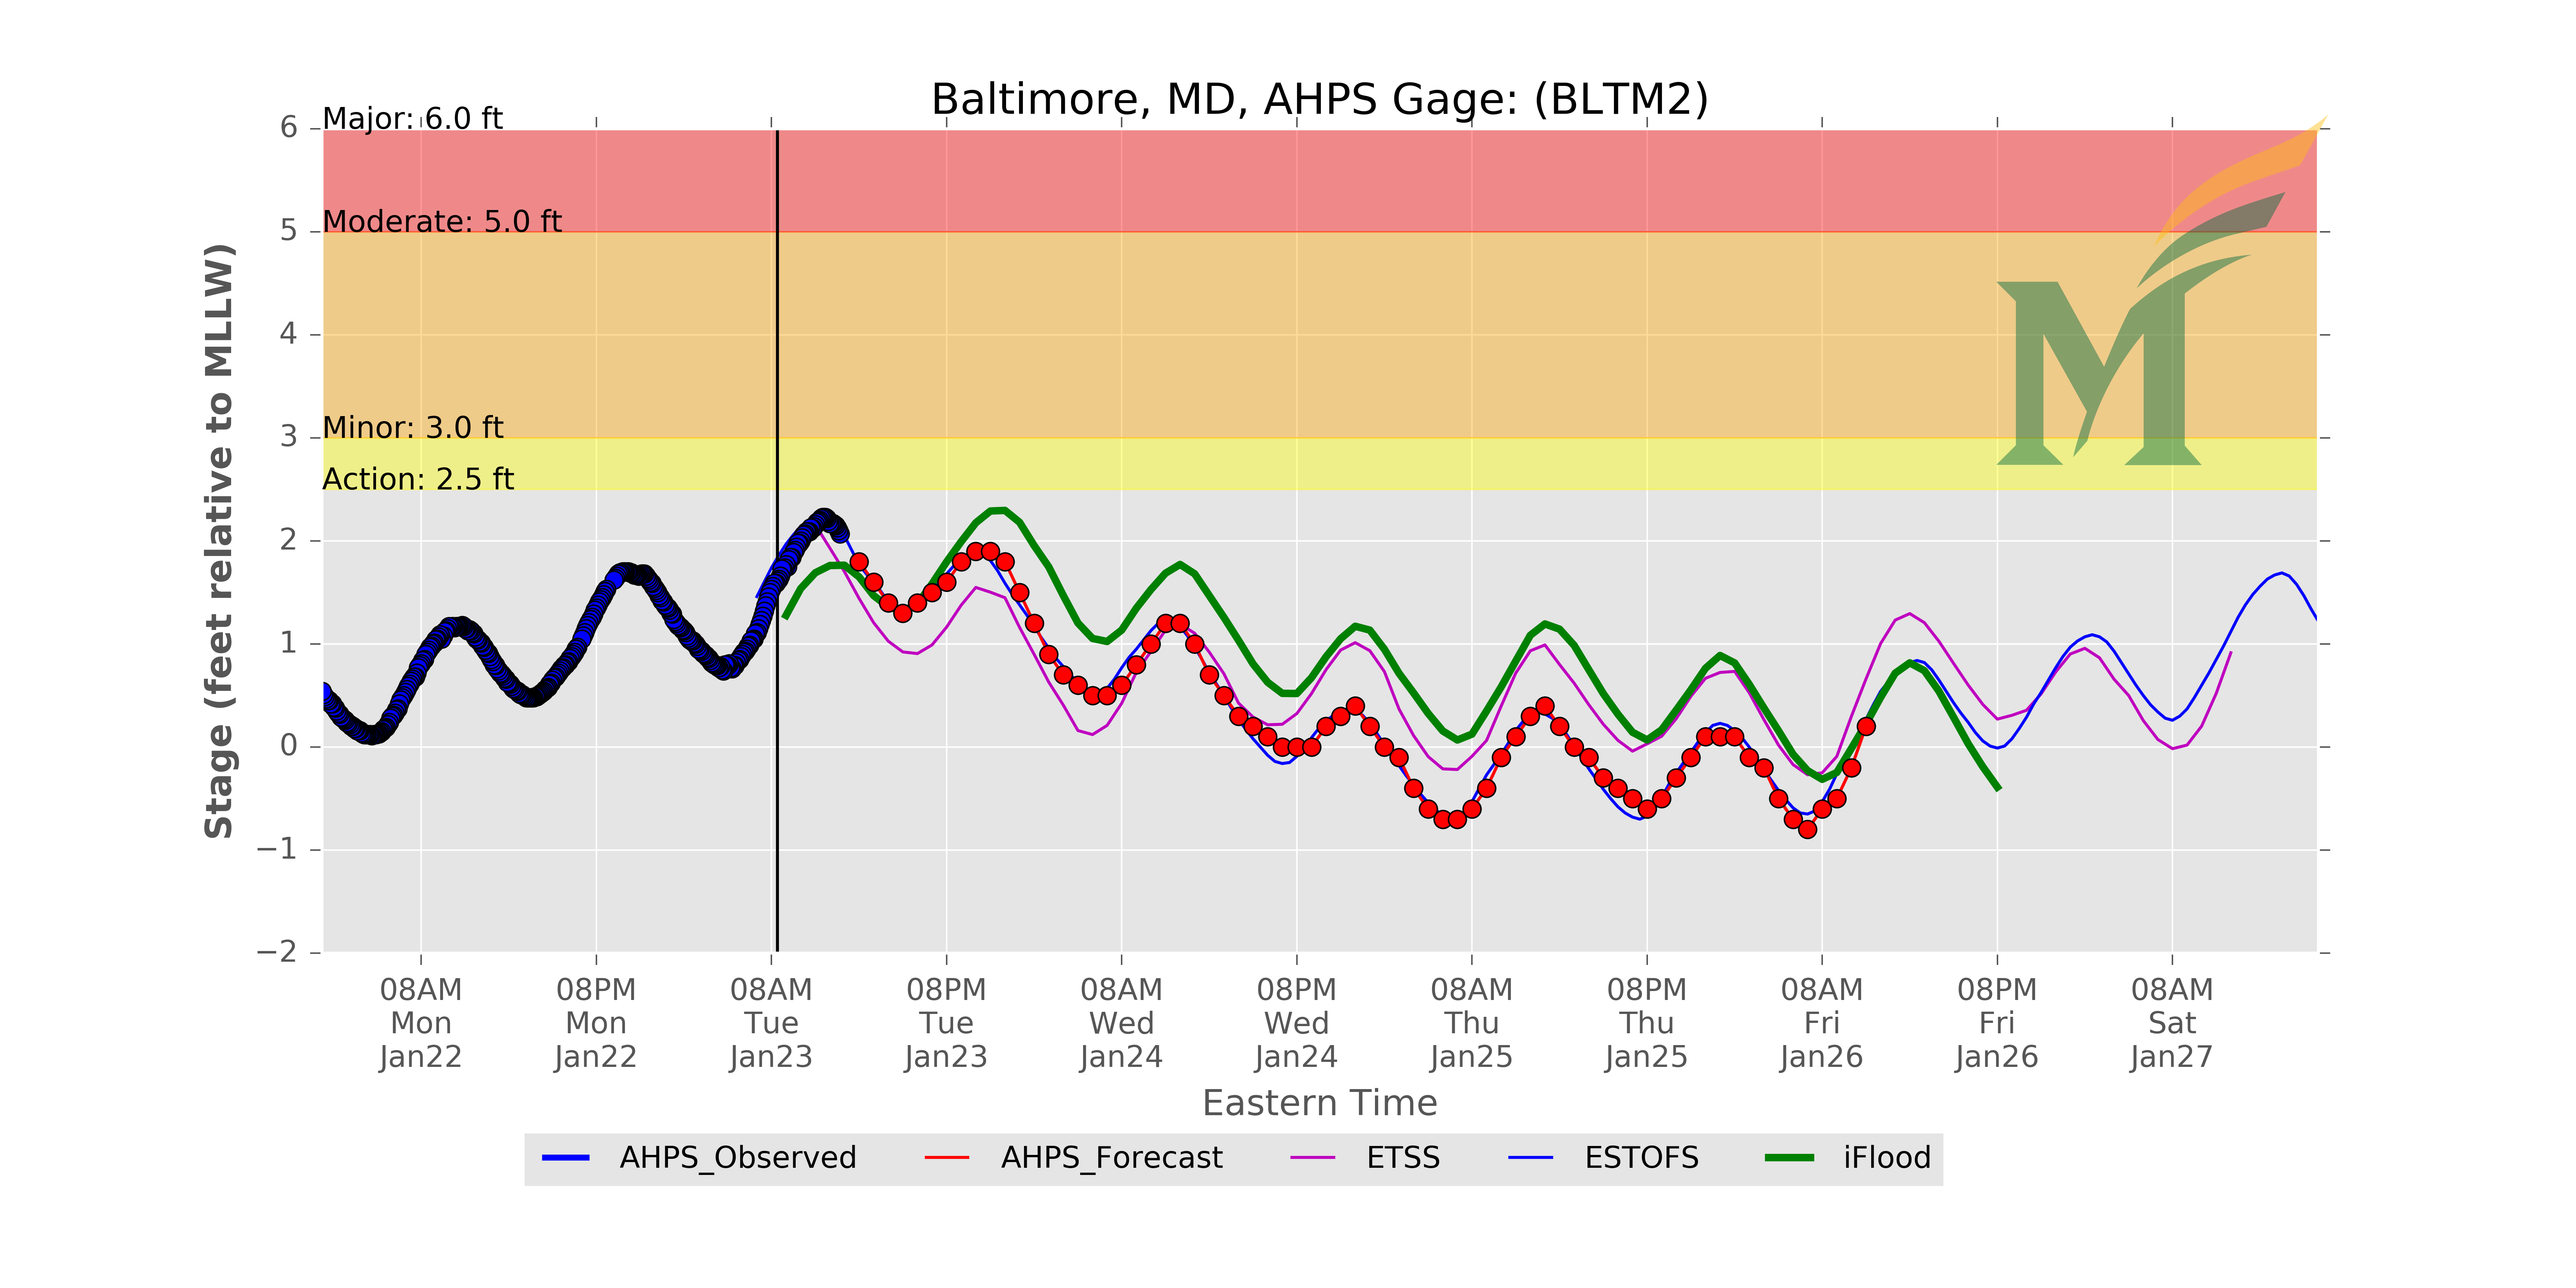 Baltimore, MD, AHPS Gage: (BLTM2)
Major: 6.0 ft
Moderate: 5.0 ft
Minor: 3.0 ft
Action: 2.5 ft
6
5
4
3
2
1
0
−1
−2
Stage (feet relative to MLLW)
08AM 08PM 08AM 08PM 08AM 08PM 08AM 08PM 08AM 08PM 08AM
Mon Mon Tue Tue Wed Wed Thu Thu Fri Fri Sat
Jan22 Jan22 Jan23 Jan23 Jan24 Jan24 Jan25 Jan25 Jan26 Jan26 Jan27
Eastern Time
AHPS_Observed AHPS_Forecast ETSS ESTOFS iFlood
M